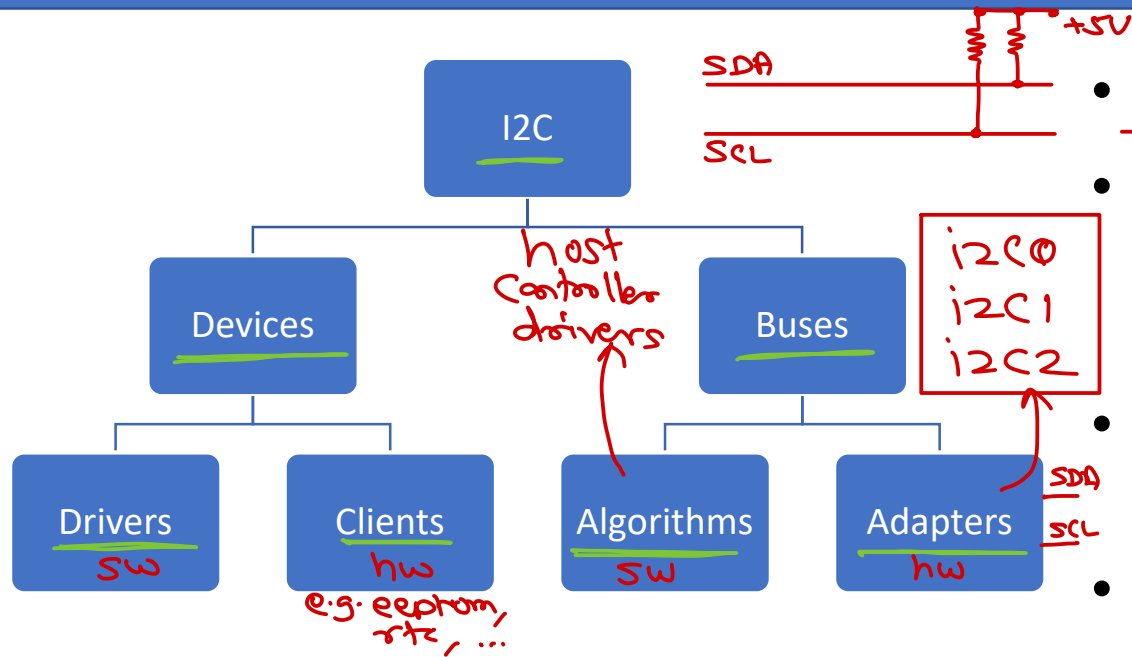 +5V
SDA
I2C
SCL
host
Controller
drivers
i2C0
i2C1
i2C2
Devices
Buses
SDA
SCL
Drivers
sw
Clients
hw
e.g. eeprom,
rtc, ...
Algorithms
sw
Adapters
hw